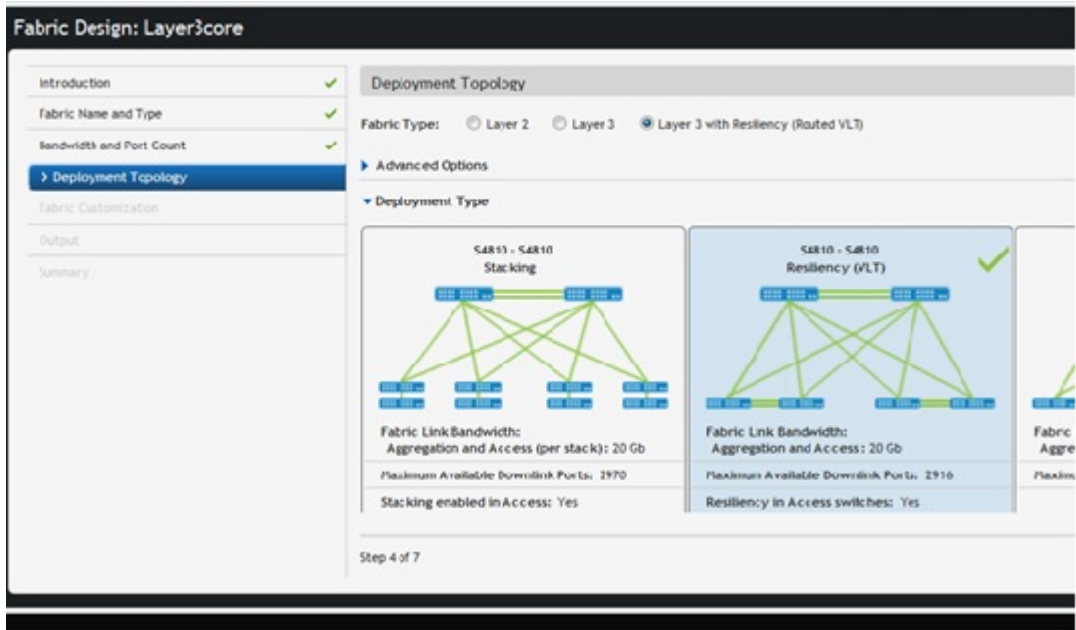 Fabric Design: Layer3core
Introduction
Fabric Name and Type
Bandwidth and Port Count
> Deployment Topology
Fabric Customization
Output
Summary
Deployment Topology
Fabric Type: Layer 2 Layer 3 Layer 3 with Resiliency (Routed VLT)
Advanced Options
Deployment Type
S4810 - S4810
Stacking
Fabric Link Bandwidth:
Aggregation and Access (per stack): 20 Gb
Maximum Available Downlink Ports: 2970
Stacking enabled in Access: Yes
S4810 - S4810
Resiliency (VLT)
Fabric Link Bandwidth:
Aggregation and Access: 20 Gb
Maximum Available Downlink Ports: 2916
Resiliency in Access switches: Yes
Fabric
Aggre
Maxim
Step 4 of 7